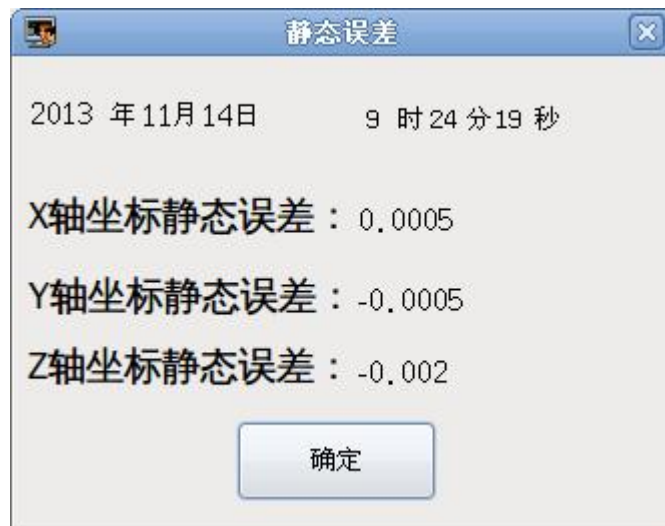 静态误差
2013 年11月14日 9 时24分19 秒
X轴坐标静态误差：0.0005
Y轴坐标静态误差：-0.0005
Z轴坐标静态误差：-0.002
确定